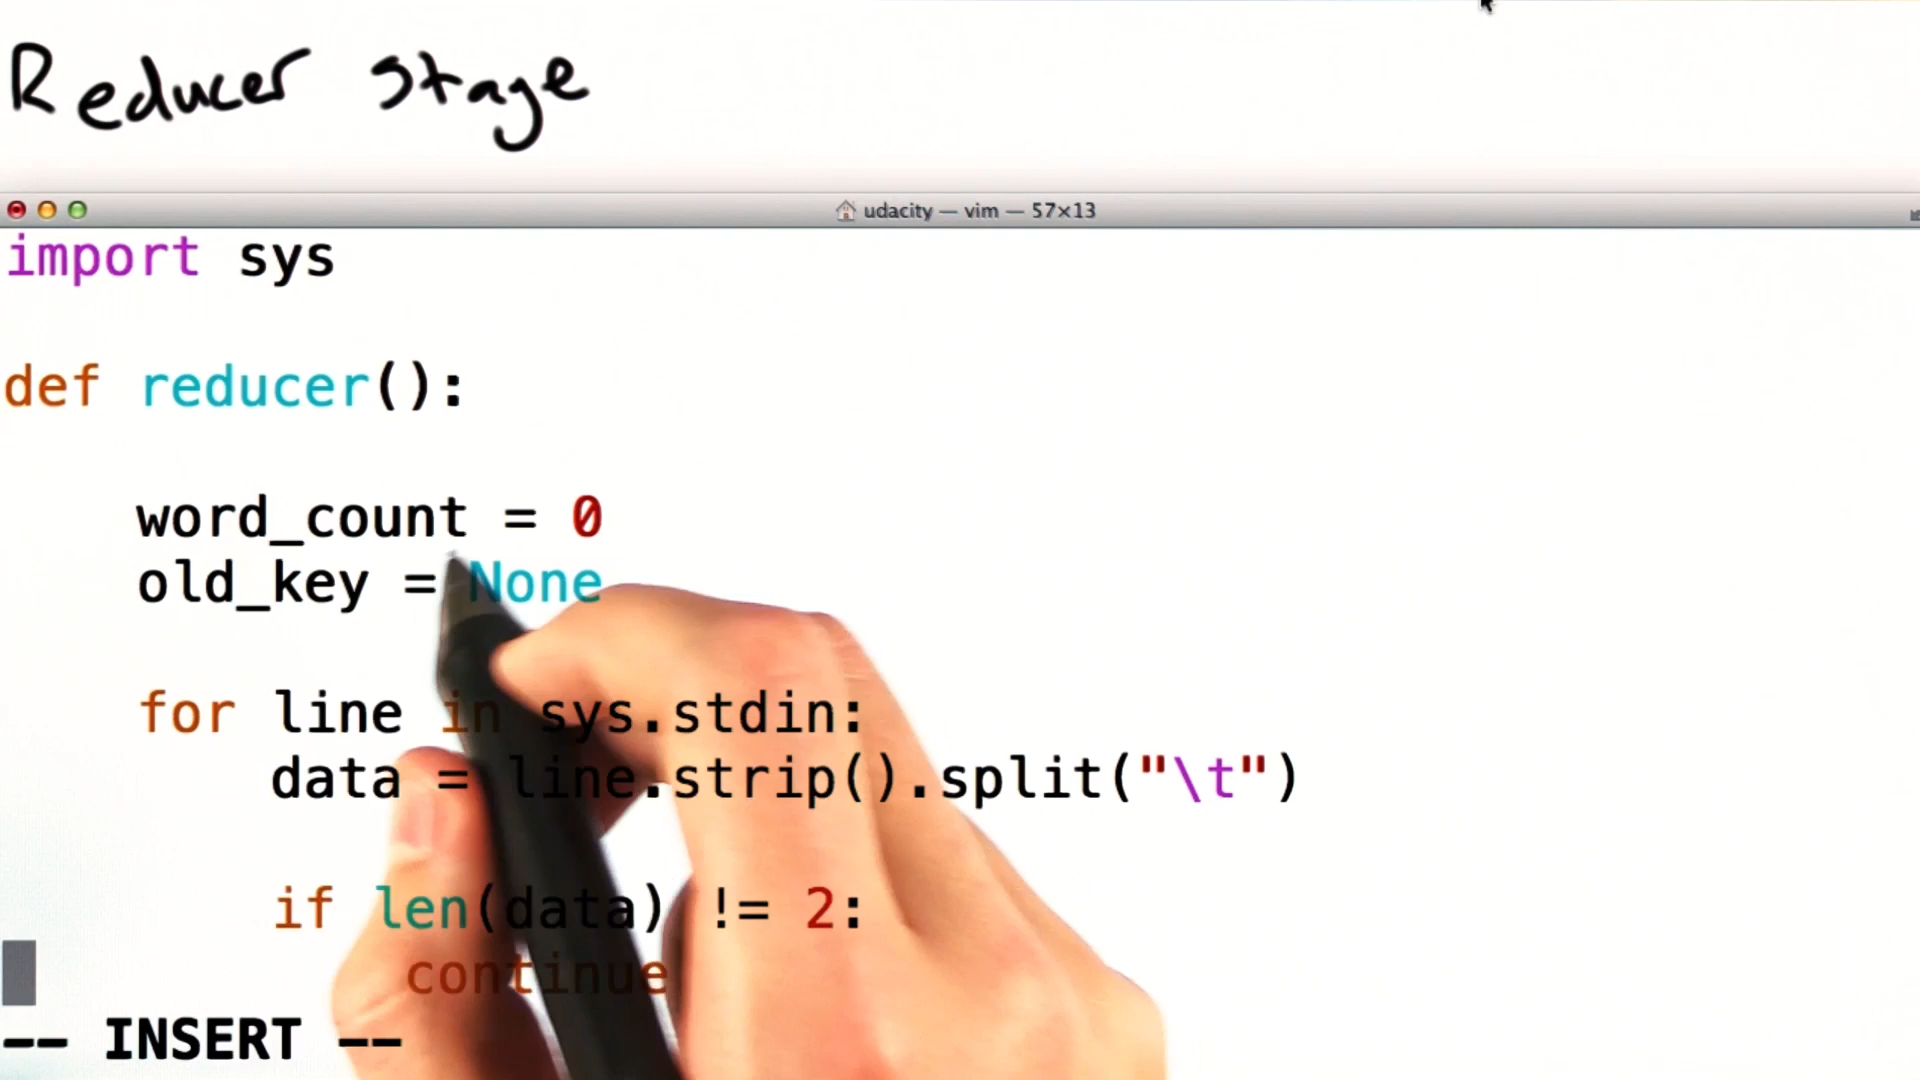 Reducer stage
udacity — vim — 57×13
import sys
def reducer():
word_count = 0
old_key = None
for line in sys.stdin:
data = line.strip().split("\t")
if len(data) != 2:
continue
-- INSERT --